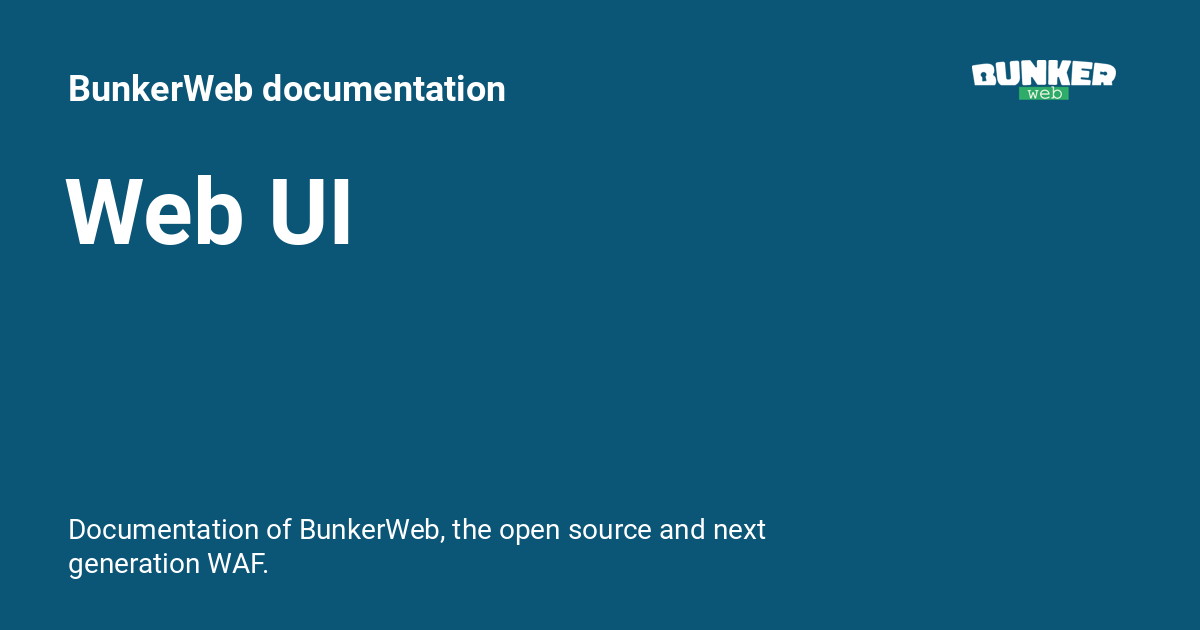 BunkerWeb documentation
BUNKER
web
Web UI
Documentation of BunkerWeb, the open source and next
generation WAF.